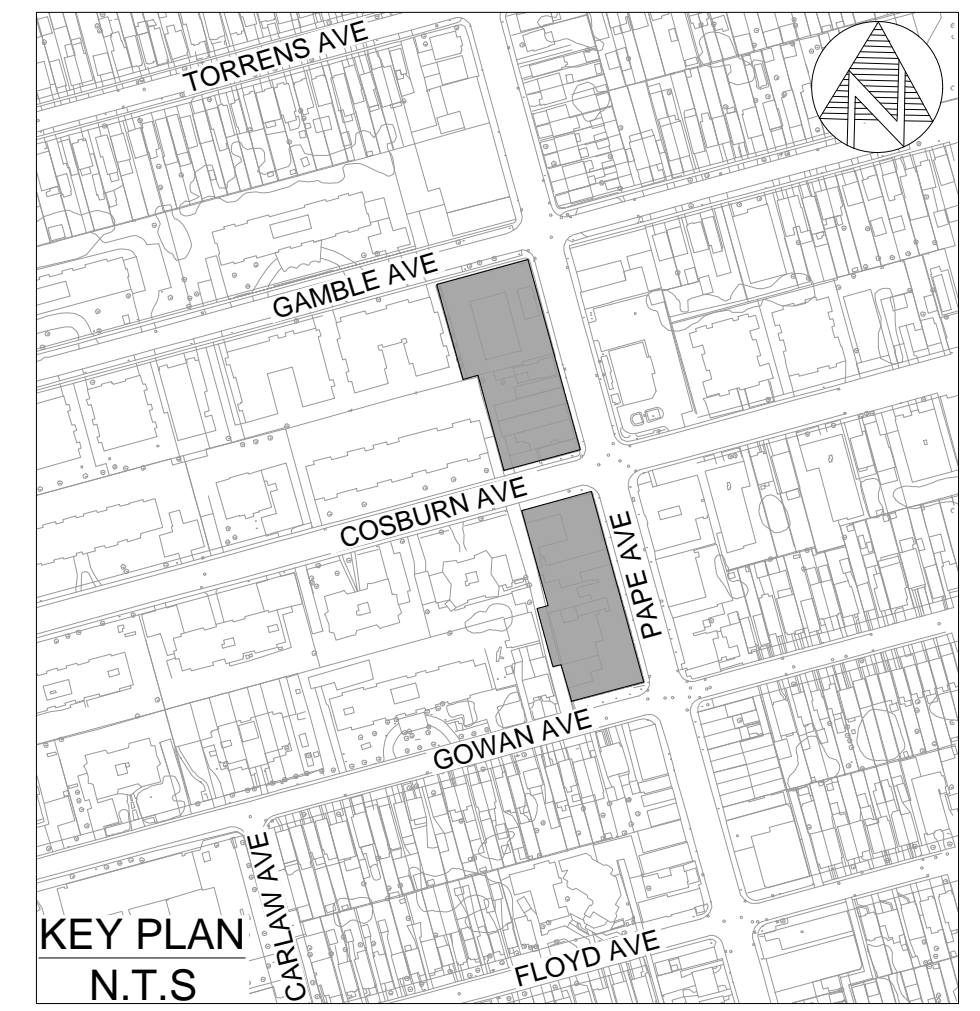 TORRENS AVE
N
GAMBLE AVE
COSBURN AVE
PAPE AVE
GOWAN AVE
CARLAW AVE
FLOYD AVE
KEY PLAN
N.T.S